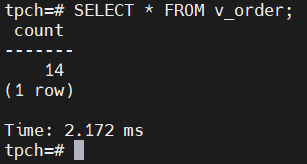 tpch=# SELECT * FROM v_order;
 count
-------
    14
(1 row)

Time: 2.172 ms
tpch=#